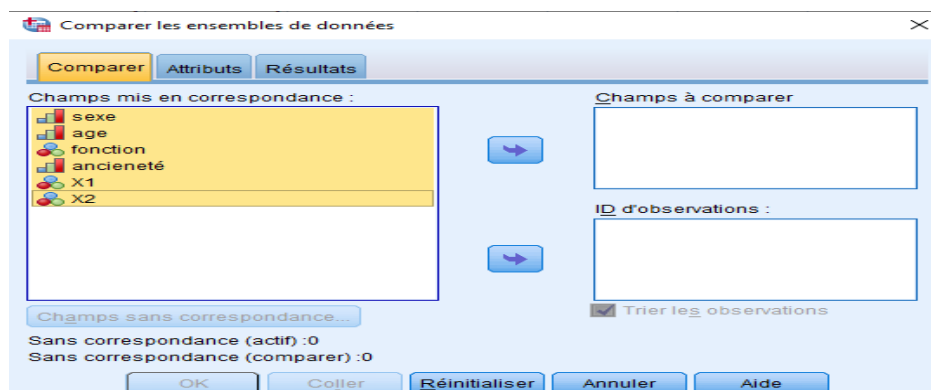 Comparer les ensembles de données
Comparer Attributs Résultats
Champs mis en correspondance :
sexe
age
fonction
ancieneté
X1
X2
Champs sans correspondance...
Sans correspondance (actif) :0
Sans correspondance (comparer) :0
Champs à comparer
ID d'observations :
Trier les observations
OK Coller Réinitialiser Annuler Aide